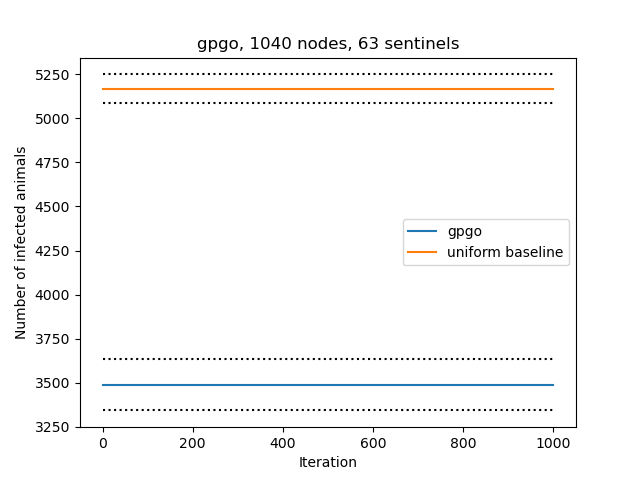 gpgo, 1040 nodes, 63 sentinels
Number of infected animals
5250
5000
4750
4500
4250
4000
3750
3500
3250
gpgo
uniform baseline
0 200 400 600 800 1000
Iteration